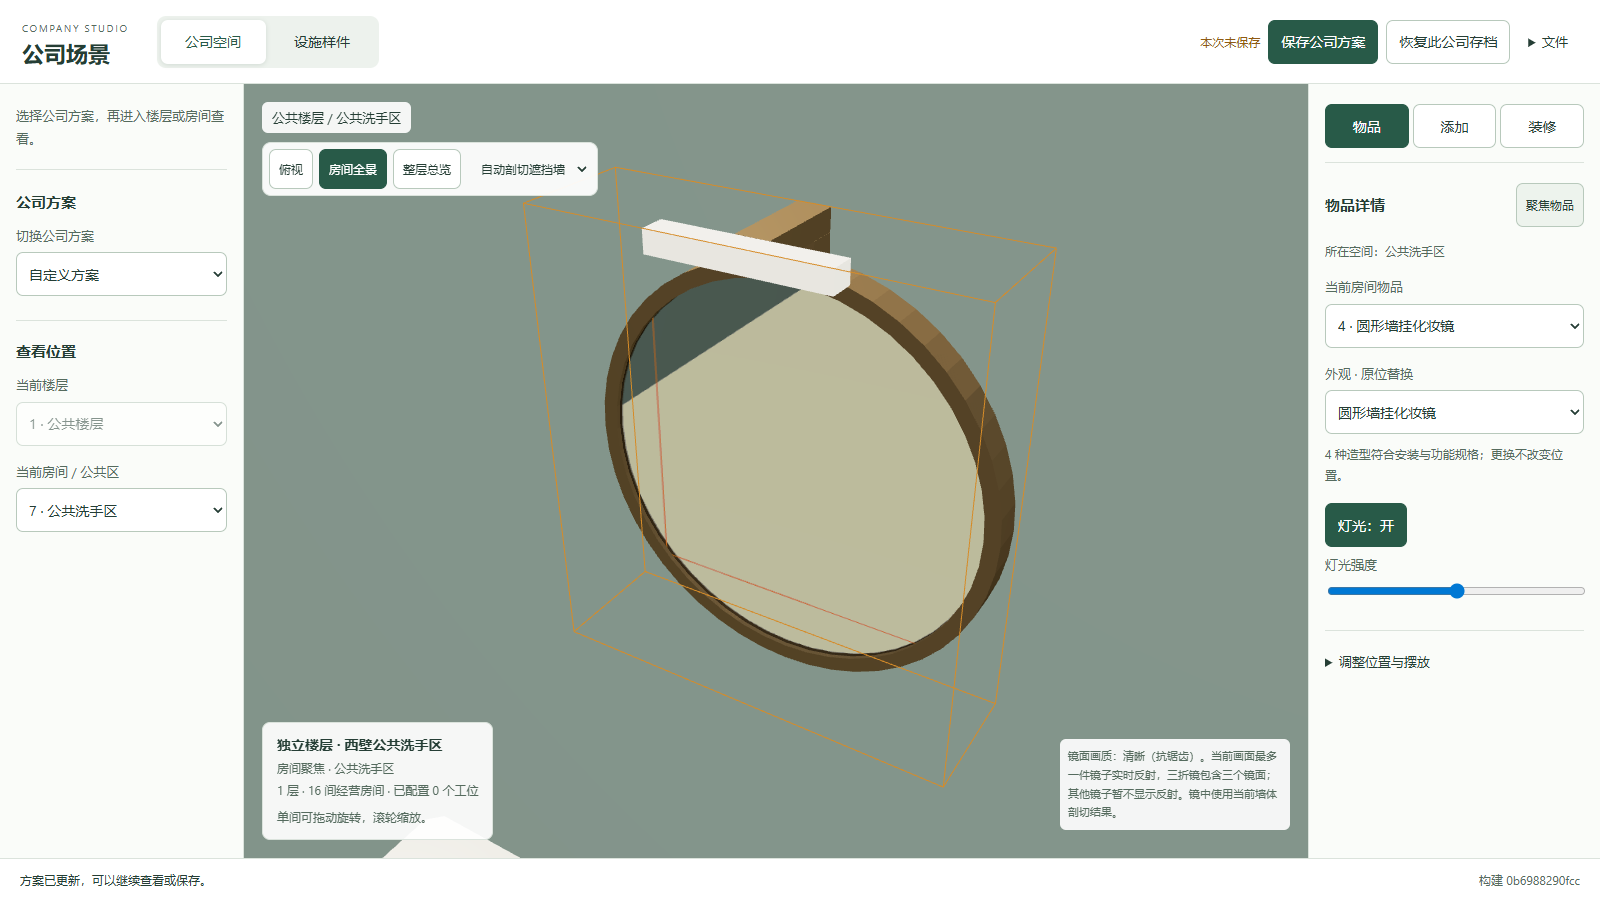 COMPANY STUDIO
公司场景
公司空间
设施样件
本次未保存
保存公司方案
恢复此公司存档
▶ 文件
选择公司方案，再进入楼层或房间查
看。
公司方案
切换公司方案
自定义方案
查看位置
当前楼层
1 · 公共楼层
当前房间 / 公共区
7 · 公共洗手区
公共楼层 / 公共洗手区
俯视
房间全景
整层总览
自动剖切遮挡墙
独立楼层 · 西壁公共洗手区
房间聚焦 · 公共洗手区
1 层 · 16 间经营房间 · 已配置 0 个工位
单间可拖动旋转，滚轮缩放。
镜面画质：清晰（抗锯齿）。当前画面最多
一件镜子实时反射，三折镜包含三个镜面；
其他镜子暂不显示反射。镜中使用当前墙体
剖切结果。
物品
添加
装修
物品详情
聚焦物品
所在空间：公共洗手区
当前房间物品
4 · 圆形墙挂化妆镜
外观 · 原位替换
圆形墙挂化妆镜
4 种造型符合安装与功能规格；更换不改变位
置。
灯光：开
灯光强度
▶ 调整位置与摆放
方案已更新，可以继续查看或保存。
构建 0b6988290fcc